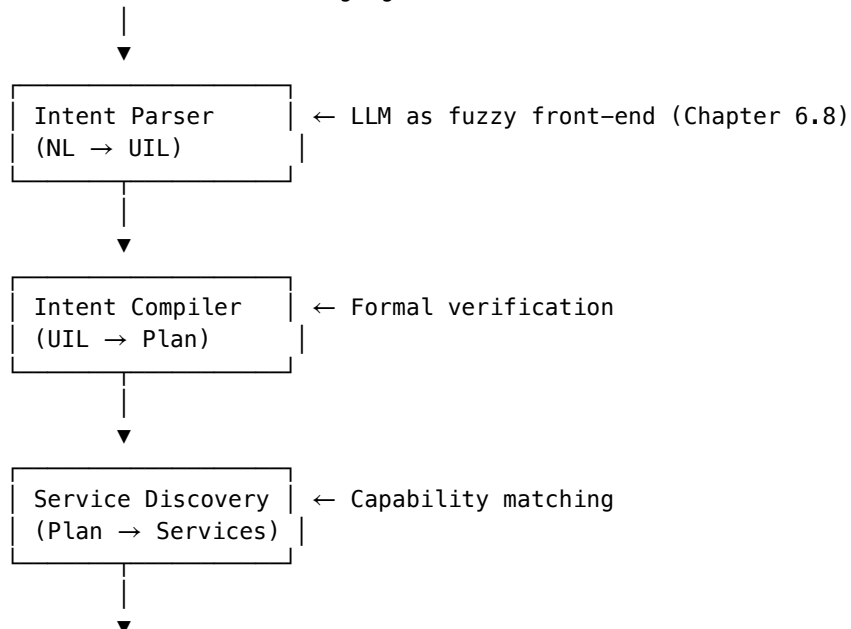 Intent Parser ← LLM as fuzzy front-end (Chapter 6.8)
(NL → UIL)
Intent Compiler ← Formal verification
(UIL → Plan)
Service Discovery ← Capability matching
(Plan → Services)